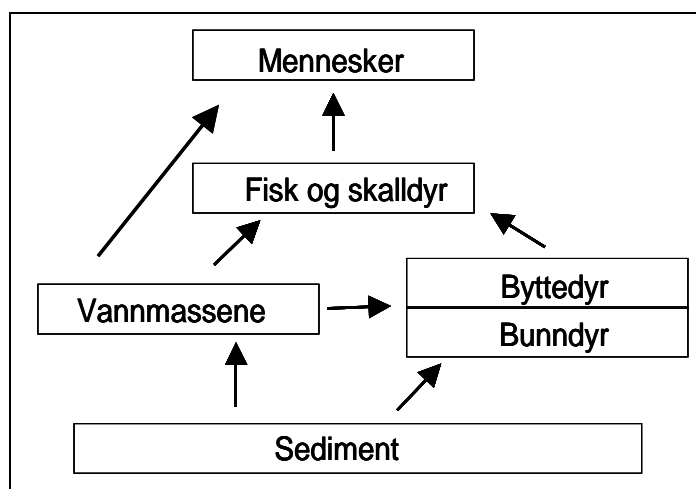 Mennesker
Fisk og skalldyr
Vannmassene
Byttedyr
Bunndyr
Sediment